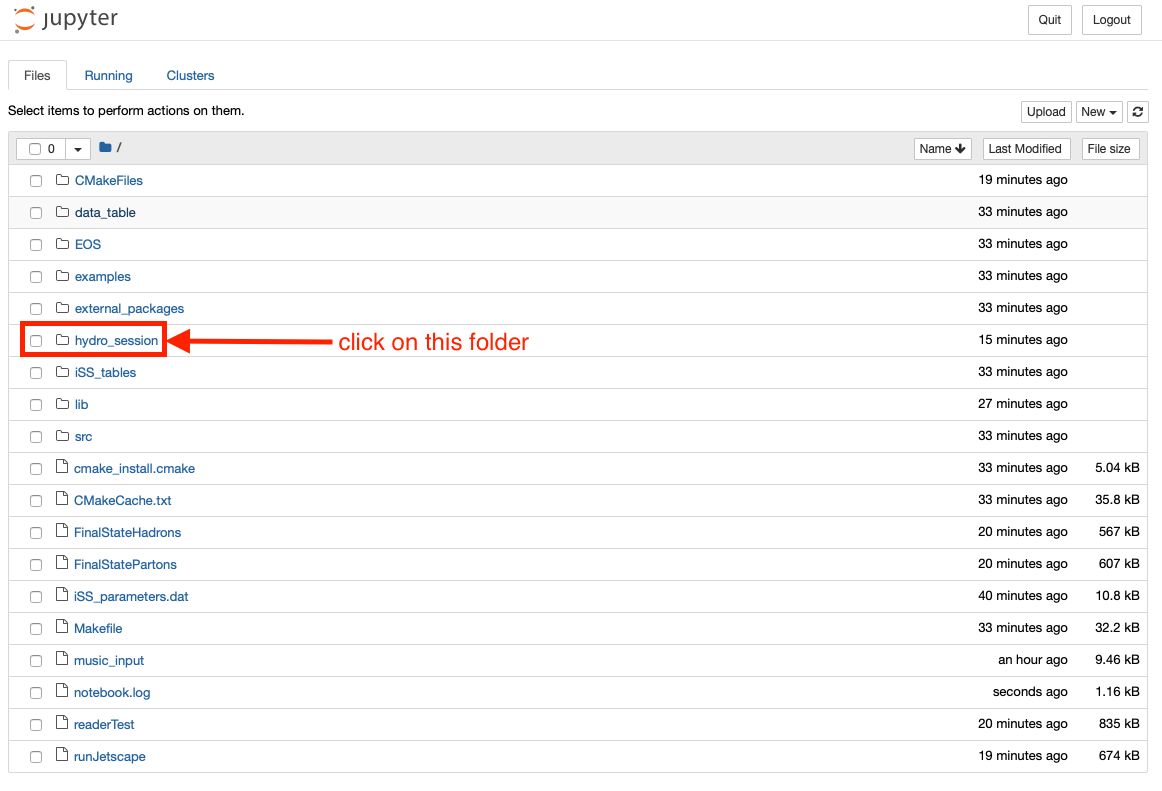 jupyter Quit Logout
Files Running Clusters
Select items to perform actions on them. Upload New
0 / Name Last Modified File size
CMakeFiles 19 minutes ago
data_table 33 minutes ago
EOS 33 minutes ago
examples 33 minutes ago
external_packages 33 minutes ago
hydro_session click on this folder 15 minutes ago
iSS_tables 33 minutes ago
lib 27 minutes ago
src 33 minutes ago
cmake_install.cmake 33 minutes ago 5.04 kB
CMakeCache.txt 33 minutes ago 35.8 kB
FinalStateHadrons 20 minutes ago 567 kB
FinalStatePartons 20 minutes ago 607 kB
iSS_parameters.dat 40 minutes ago 10.8 kB
Makefile 33 minutes ago 32.2 kB
music_input an hour ago 9.46 kB
notebook.log seconds ago 1.16 kB
readerTest 20 minutes ago 835 kB
runJetscape 19 minutes ago 674 kB